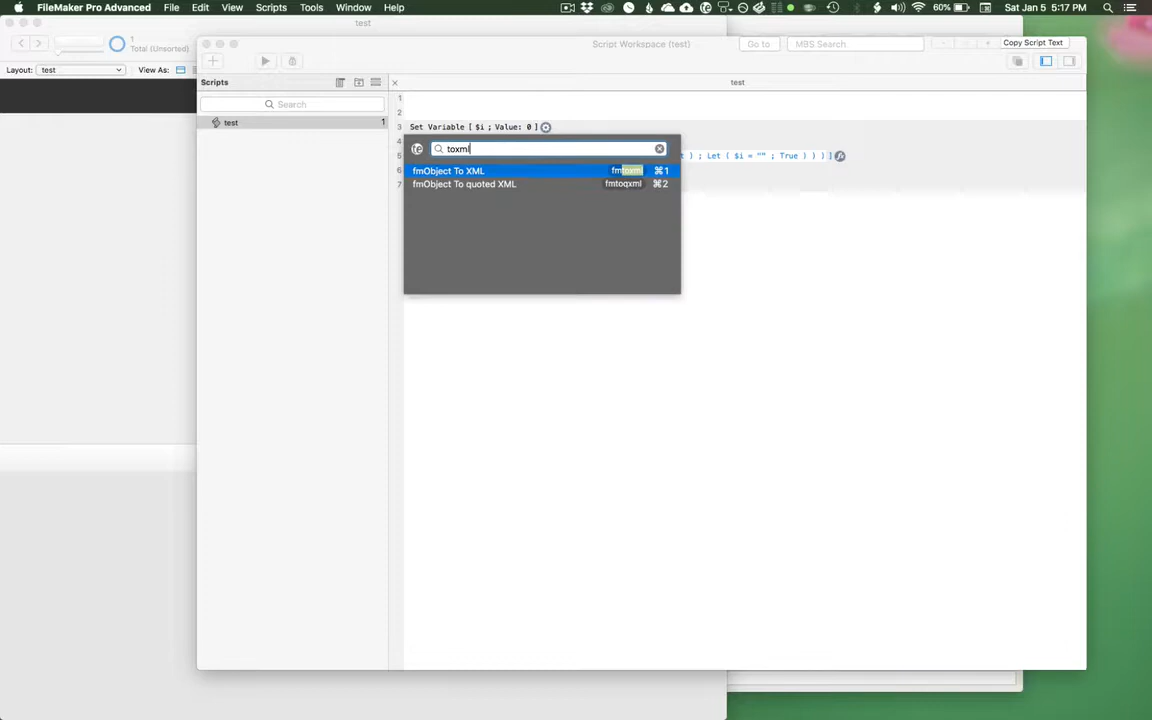 FileMaker Pro Advanced File Edit View Scripts Tools Window Help 60% Sat Jan 5 5:17 PM
test
1
Total (Unsorted)
Layout: test View As:
Script Workspace (test) Go to MBS Search Copy Script Text
Scripts
test
Search
test 1
1
2
3 Set Variable [ $i ; Value: 0 ]
4
5 t ) ; Let ( $i = "" ; True ) ) ) ]
6
7
te toxml
fmObject To XML fmtoxml ⌘1
fmObject To quoted XML fmtoqxml ⌘2